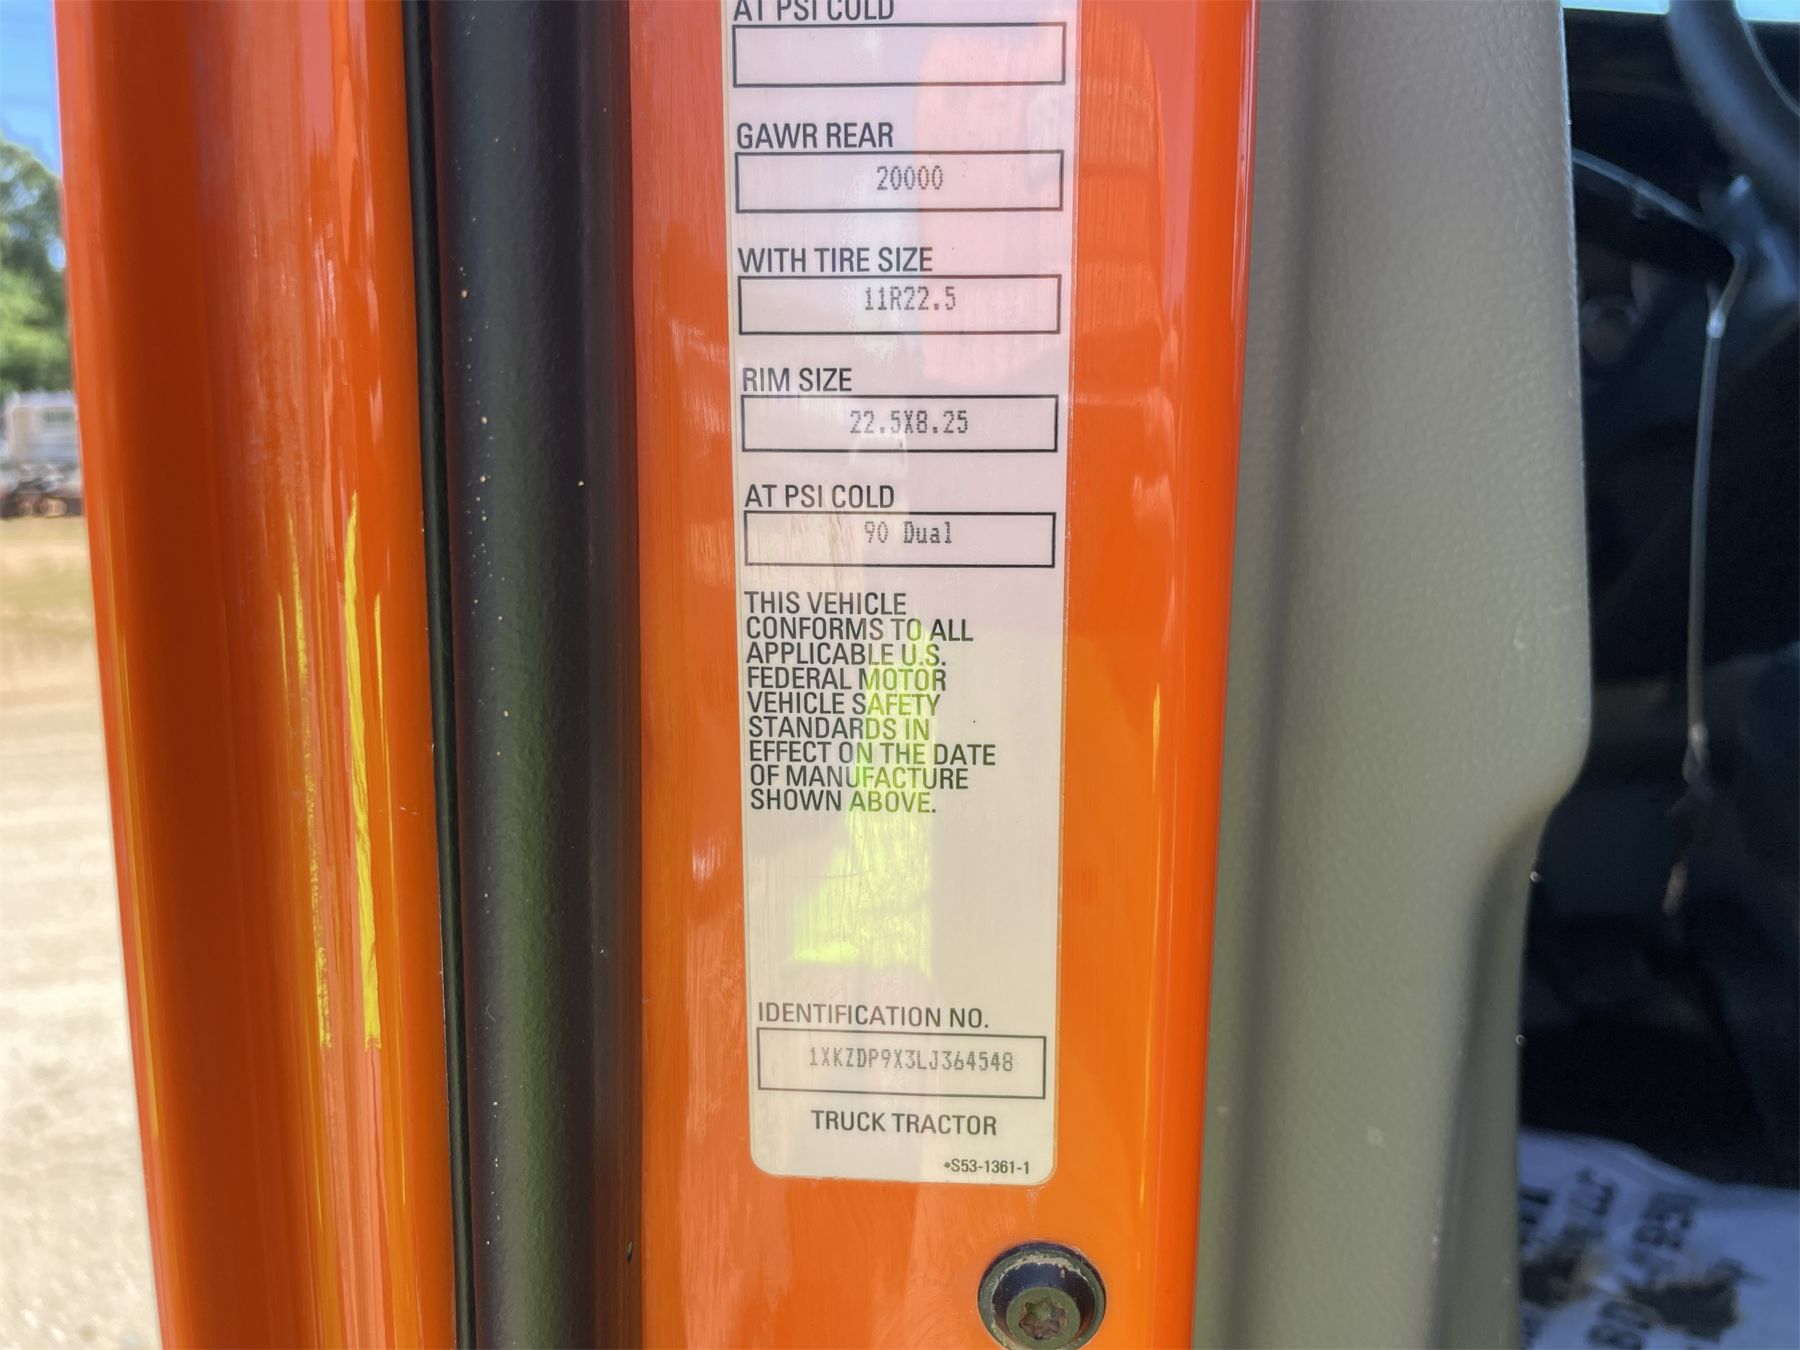 AT PSI COLD
GAWR REAR
20000
WITH TIRE SIZE
11R22.5
RIM SIZE
22.5X8.25
AT PSI COLD
90 Dual
THIS VEHICLE
CONFORMS TO ALL
APPLICABLE U.S.
FEDERAL MOTOR
VEHICLE SAFETY
STANDARDS IN
EFFECT ON THE DATE
OF MANUFACTURE
SHOWN ABOVE.
IDENTIFICATION NO.
1XKZDP9X3LJ364548
TRUCK TRACTOR
•S53-1361-1